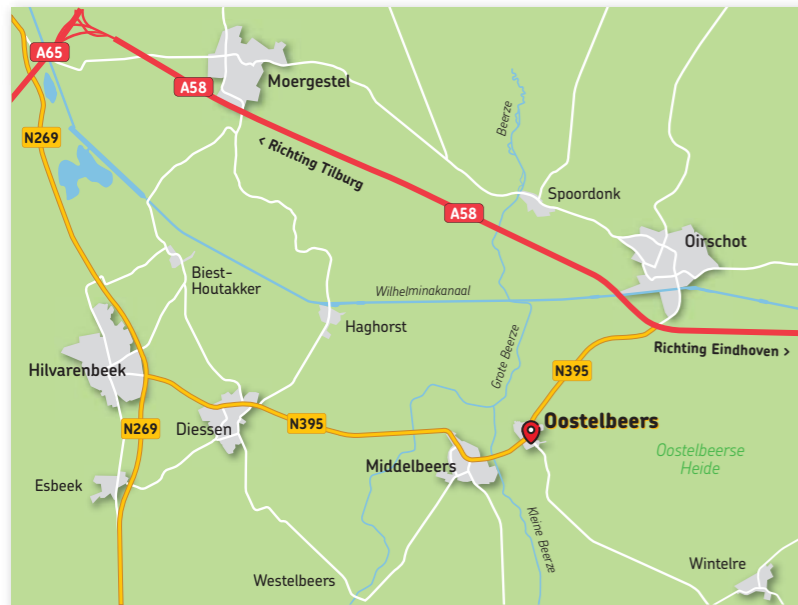 A65
Moergestel
A58
N269
< Richting Tilburg
Beerze
Spoordonk
A58
Oirschot
Biest-
Houtakker
Wilhelminakanaal
Haghorst
Richting Eindhoven >
Grote Beerze
Hilvarenbeek
N395
N269
Diessen
N395
Oostelbeers
Middelbeers
Oostelbeerse
Heide
Esbeek
Kleine Beerze
Westelbeers
Wintelre